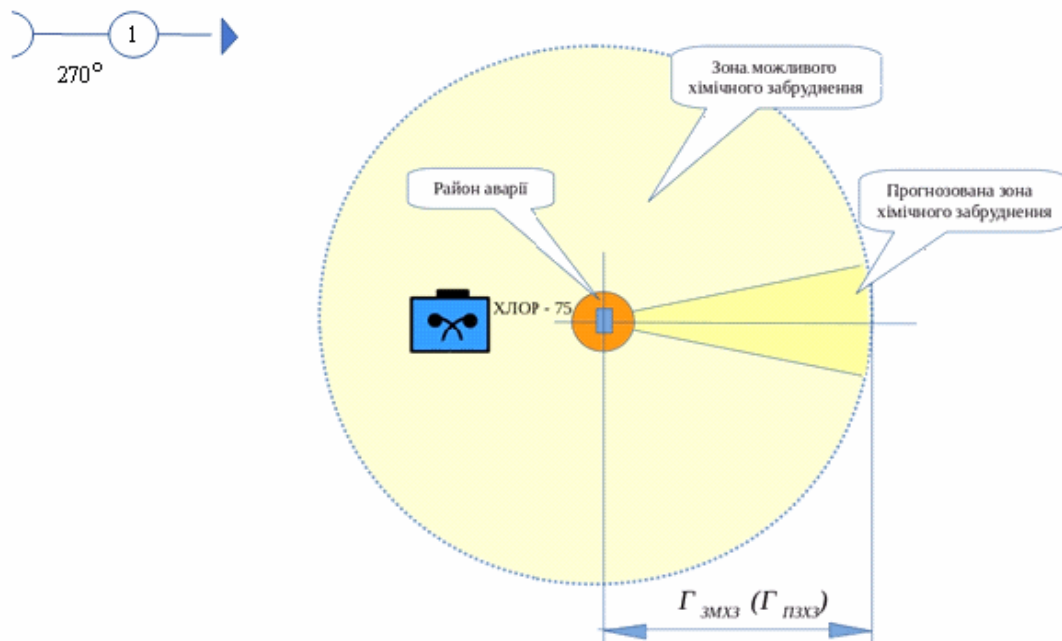 1
270°
Зона можливого
хімічного забруднення
Район аварії
Прогнозована зона
хімічного забруднення
ХЛОР - 75
Г ЗМХЗ (Г ПЗХЗ)